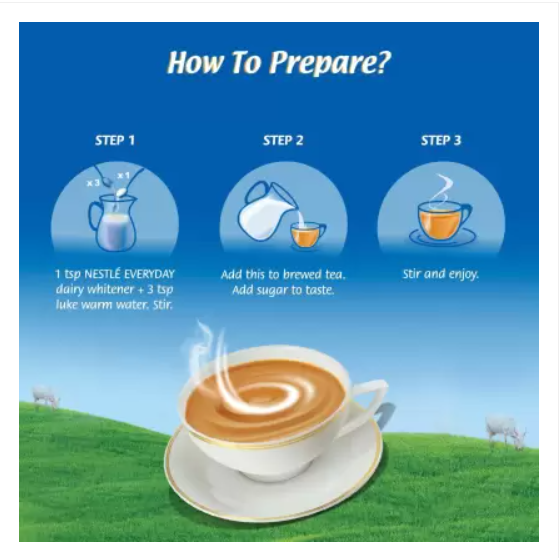 How To Prepare?
STEP 1
x3
x1
1 tsp NESTLÉ EVERYDAY
dairy whitener + 3 tsp
luke warm water. Stir.
STEP 2
Add this to brewed tea.
Add sugar to taste.
STEP 3
Stir and enjoy.